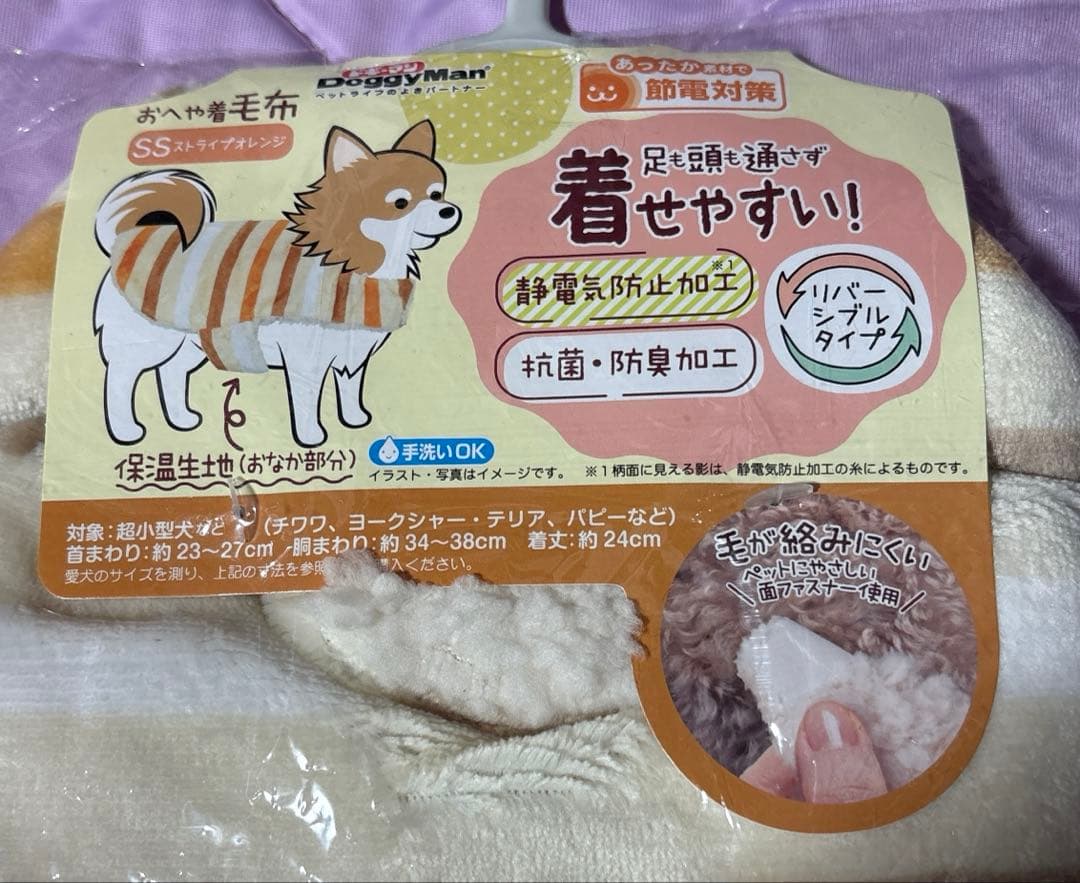 ドギーマン
DoggyMan
ペットライフのよきパートナー
おへや着毛布
SSストライプオレンジ
あったか素材で
節電対策
足も頭も通さず
着せやすい!
静電気防止加工※1
抗菌・防臭加工
リバー
シブル
タイプ
保温生地(おなか部分)
手洗いOK
イラスト・写真はイメージです。 ※1柄面に見える影は、静電気防止加工の糸によるものです。
対象:超小型犬など (チワワ、ヨークシャー・テリア、パピーなど)
首まわり:約23〜27cm 胴まわり:約34〜38cm 着丈:約24cm
愛犬のサイズを測り、上記の寸法を参照 入ください。
毛が絡みにくい
ペットにやさしい
面ファスナー使用